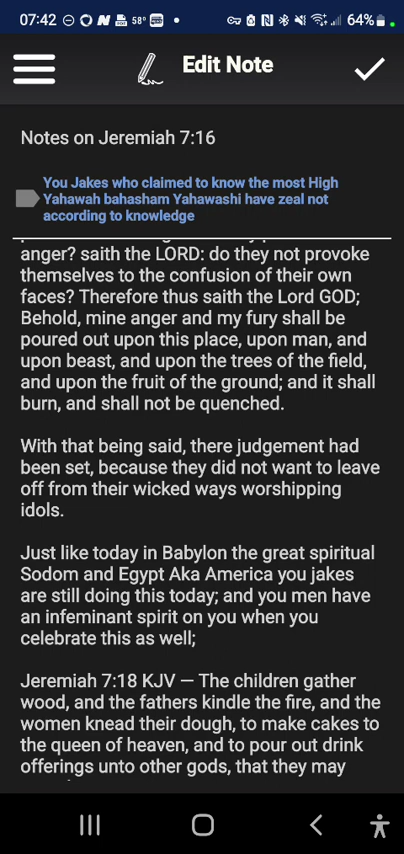 07:42 58° 64%
Edit Note
Notes on Jeremiah 7:16
You Jakes who claimed to know the most High
Yahawah bahasham Yahawashi have zeal not
according to knowledge
anger? saith the LORD: do they not provoke
themselves to the confusion of their own
faces? Therefore thus saith the Lord GOD;
Behold, mine anger and my fury shall be
poured out upon this place, upon man, and
upon beast, and upon the trees of the field,
and upon the fruit of the ground; and it shall
burn, and shall not be quenched.
With that being said, there judgement had
been set, because they did not want to leave
off from their wicked ways worshipping
idols.
Just like today in Babylon the great spiritual
Sodom and Egypt Aka America you jakes
are still doing this today; and you men have
an infeminant spirit on you when you
celebrate this as well;
Jeremiah 7:18 KJV — The children gather
wood, and the fathers kindle the fire, and the
women knead their dough, to make cakes to
the queen of heaven, and to pour out drink
offerings unto other gods, that they may